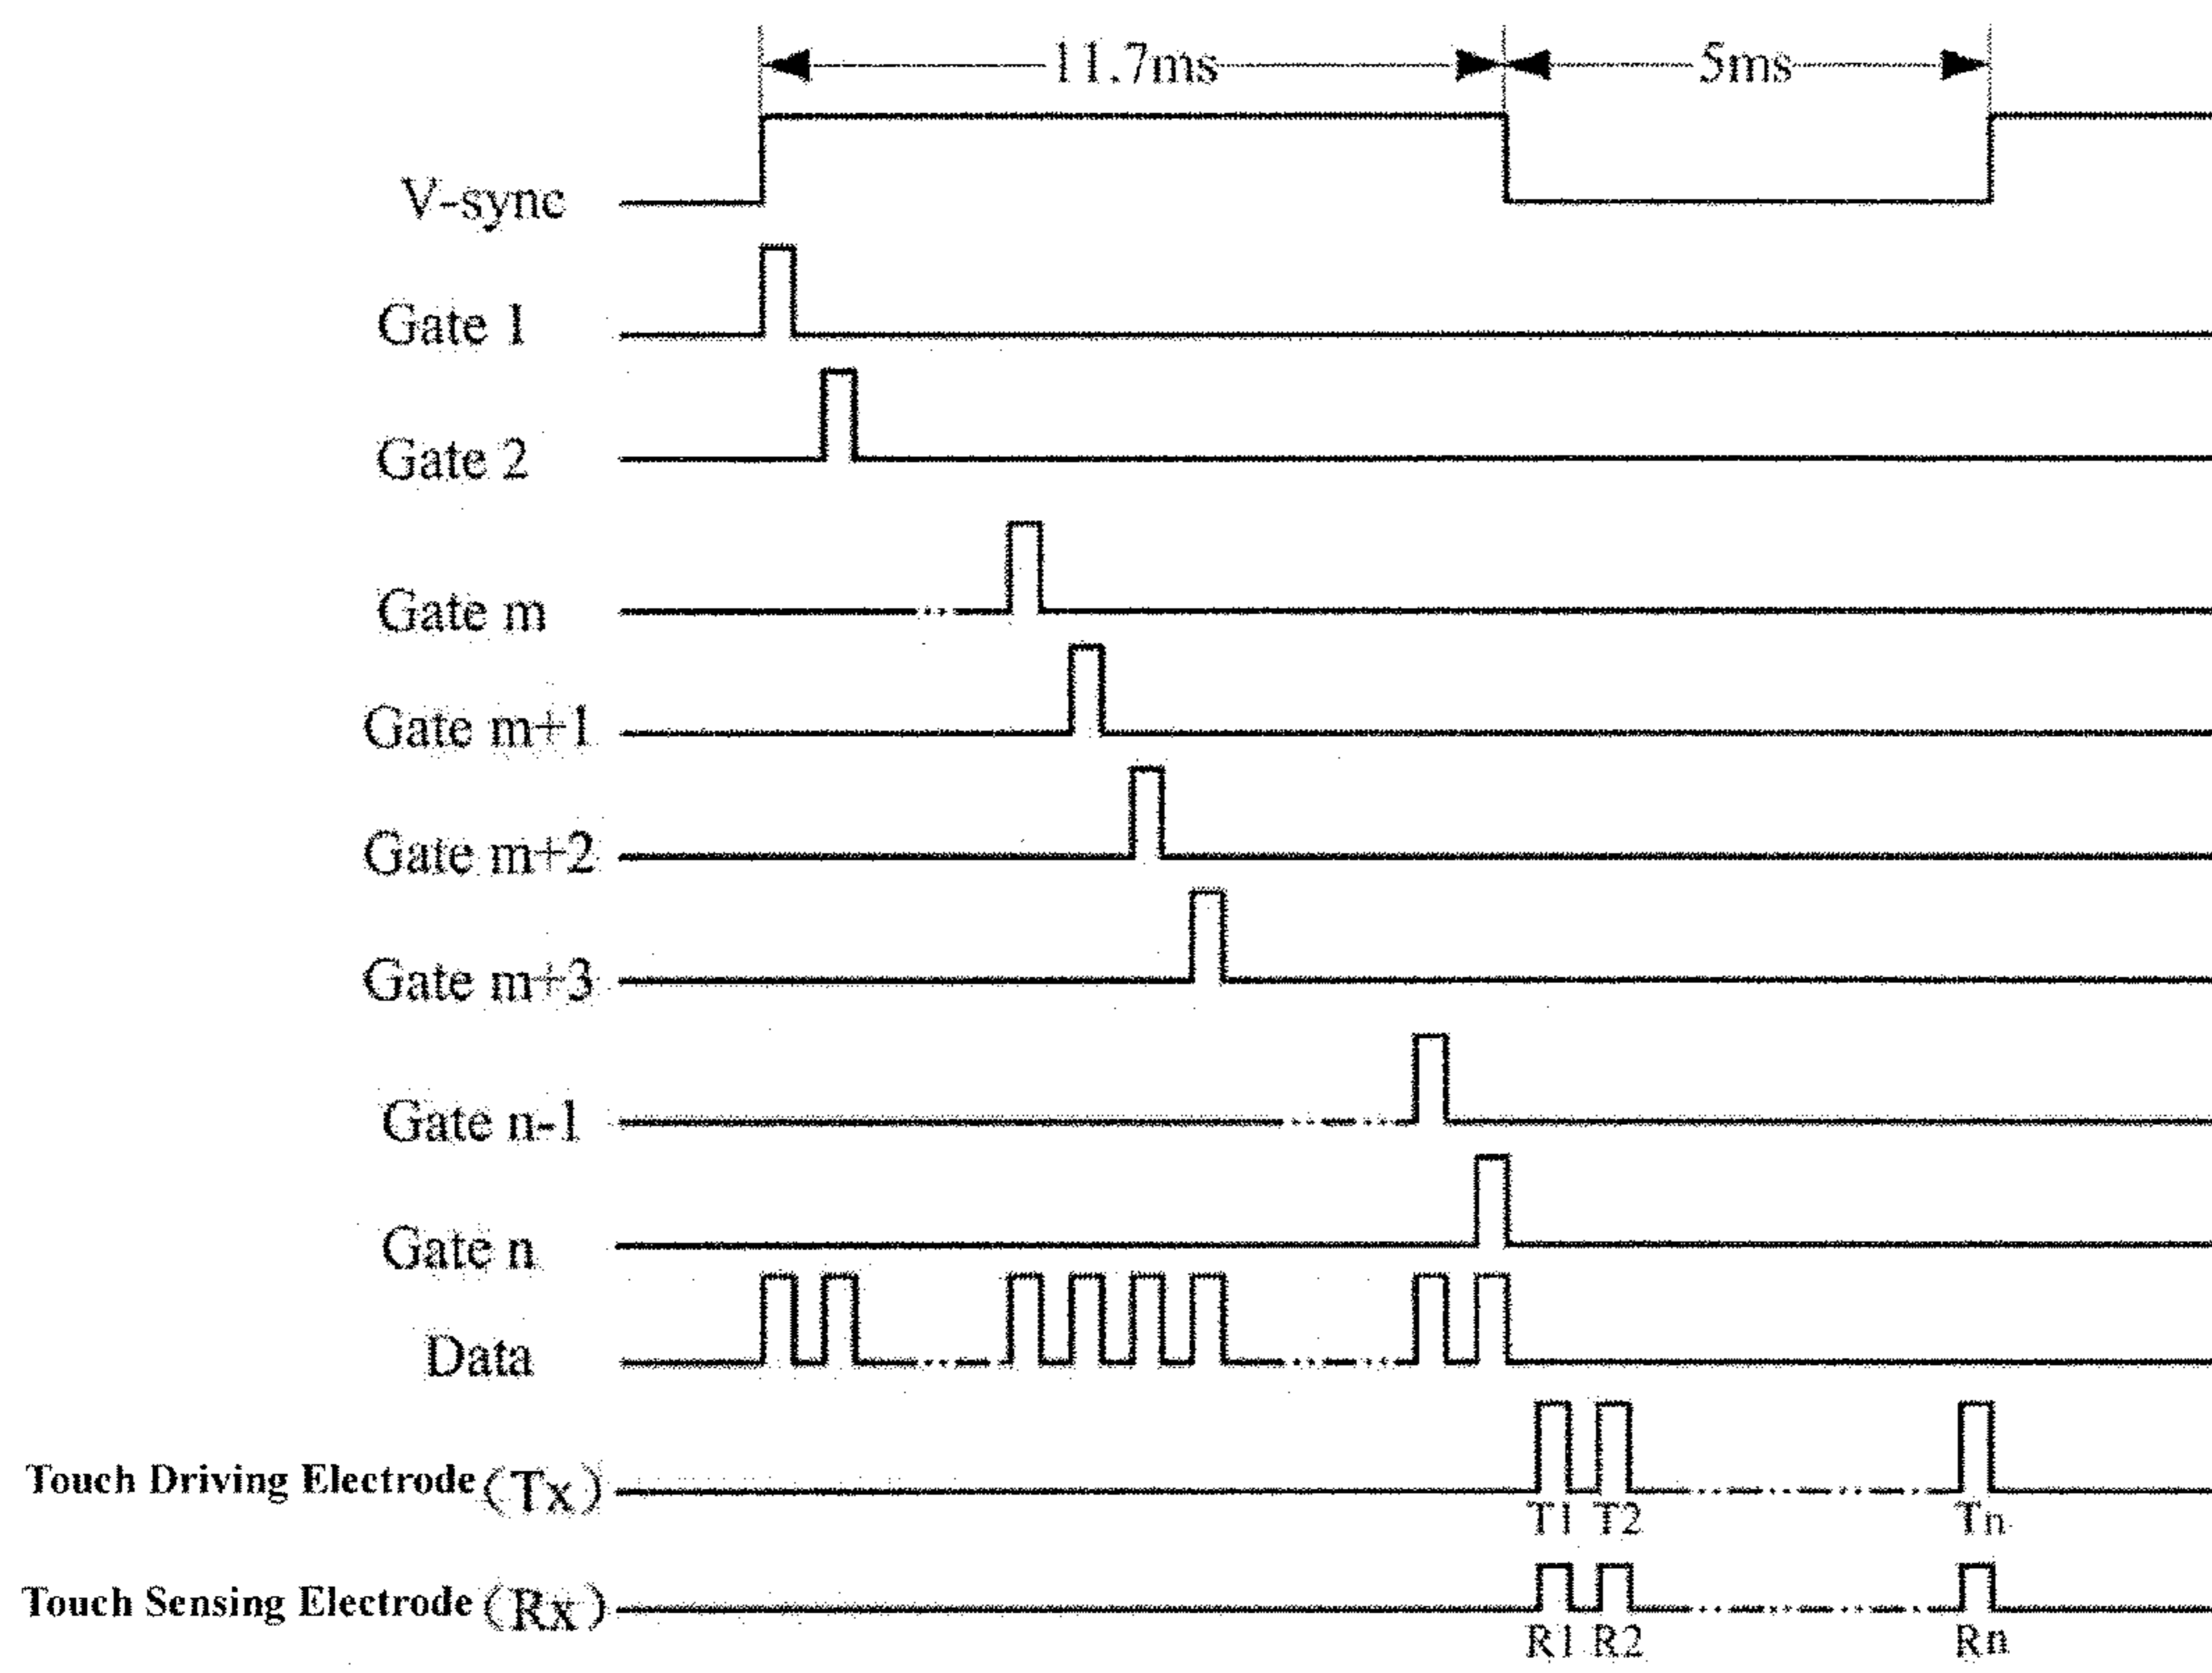 11.7ms 5ms
V-sync
Gate 1
Gate 2
Gate m
Gate m+1
Gate m+2
Gate m+3
Gate n-1
Gate n
Data
Touch Driving Electrode (Tx)
T1 T2 Tn
Touch Sensing Electrode (Rx)
R1 R2 Rn